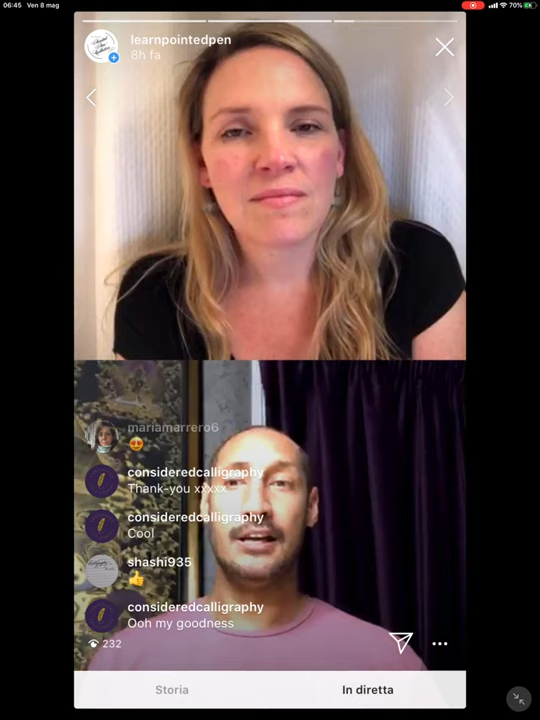 06:45 Ven 8 mag
70%
learnpointedpen
8h fa
mariamarrero6
consideredcalligraphy
Thank-you xxxxx
consideredcalligraphy
Cool
shashi935
consideredcalligraphy
Ooh my goodness
232
Storia
In diretta